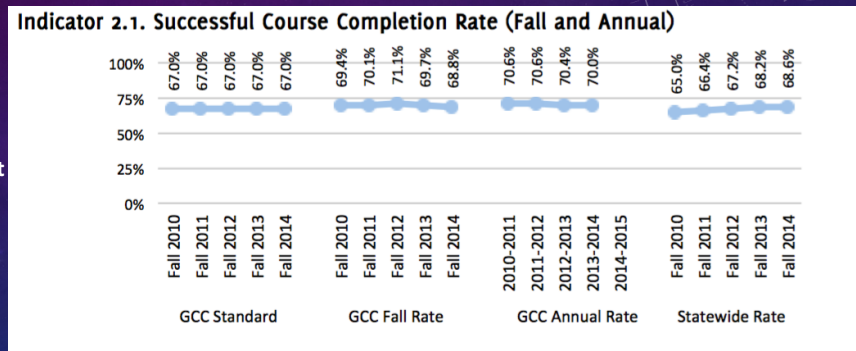 Indicator 2.1. Successful Course Completion Rate (Fall and Annual)
67.0% 67.0% 67.0% 67.0% 67.0% 69.4% 70.1% 71.1% 69.7% 68.8% 70.6% 70.6% 70.4% 70.0% 65.0% 66.4% 67.2% 68.2% 68.6%
100%
75%
50%
t
25%
0%
Fall 2010 Fall 2011 Fall 2012 Fall 2013 Fall 2014 Fall 2010 Fall 2011 Fall 2012 Fall 2013 Fall 2014 2010-2011 2011-2012 2012-2013 2013-2014 2014-2015 Fall 2010 Fall 2011 Fall 2012 Fall 2013 Fall 2014
GCC Standard GCC Fall Rate GCC Annual Rate Statewide Rate